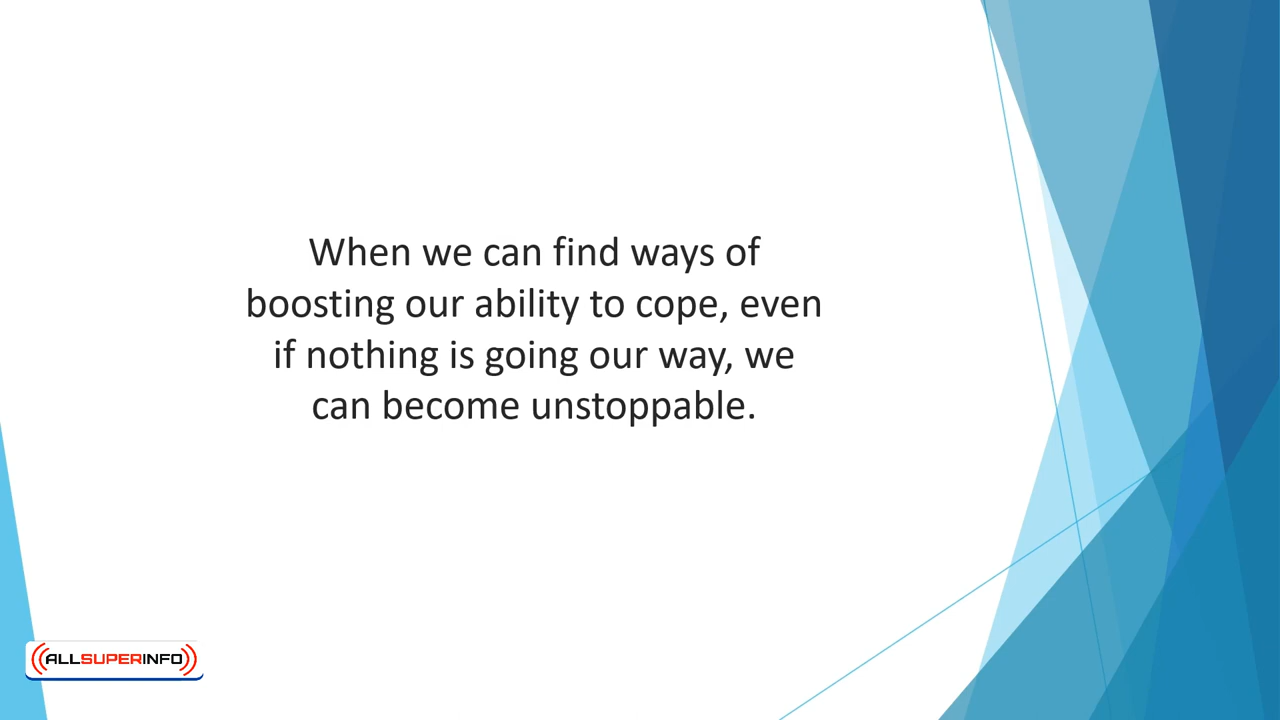 When we can find ways of
boosting our ability to cope, even
if nothing is going our way, we
can become unstoppable.
ALLSUPERINFO